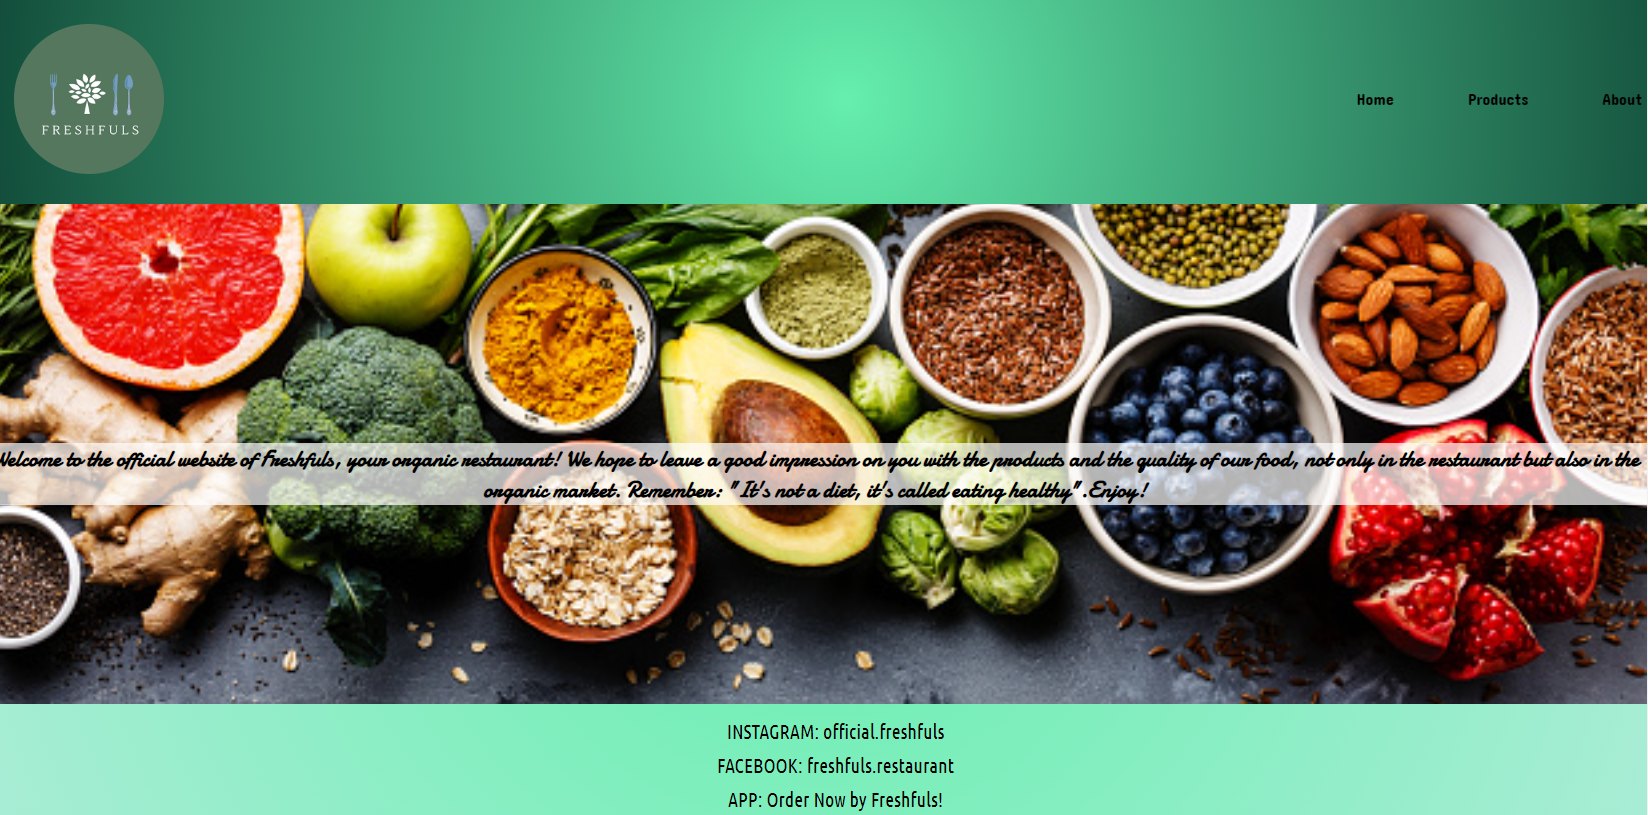 FRESHFULS
Home Products About
Welcome to the official website of Freshfuls, your organic restaurant! We hope to leave a good impression on you with the products and the quality of our food, not only in the restaurant but also in the
organic market. Remember: "It's not a diet, it's called eating healthy".Enjoy!
INSTAGRAM: official.freshfuls
FACEBOOK: freshfuls.restaurant
APP: Order Now by Freshfuls!